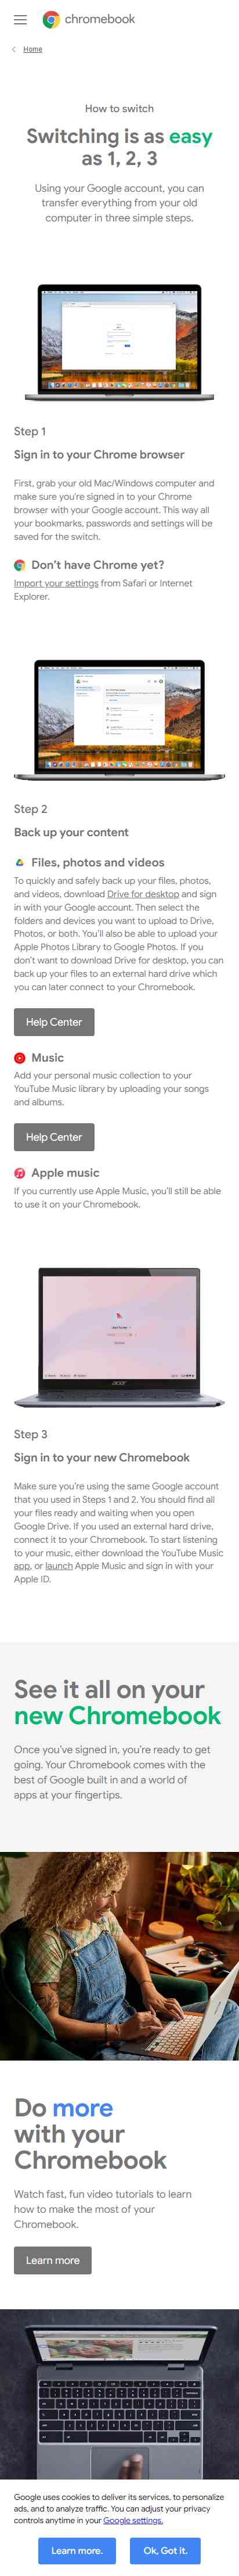 chromebook
Home
How to switch
Switching is as easy
as 1, 2, 3
Using your Google account, you can
transfer everything from your old
computer in three simple steps.
Step 1
Sign in to your Chrome browser
First, grab your old Mac/Windows computer and
make sure you're signed in to your Chrome
browser with your Google account. This way all
your bookmarks, passwords and settings will be
saved for the switch.
Don't have Chrome yet?
Import your settings from Safari or Internet
Explorer.
Step 2
Back up your content
Files, photos and videos
To quickly and safely back up your files, photos,
and videos, download Drive for desktop and sign
in with your Google account. Then select the
folders and devices you want to upload to Drive,
Photos, or both. You'll also be able to upload your
Apple Photos Library to Google Photos. If you
don't want to download Drive for desktop, you can
back up your files to an external hard drive which
you can later connect to your Chromebook.
Help Center
Music
Add your personal music collection to your
YouTube Music library by uploading your songs
and albums.
Help Center
Apple music
If you currently use Apple Music, you'll still be able
to use it on your Chromebook.
acer
Step 3
Sign in to your new Chromebook
Make sure you're using the same Google account
that you used in Steps 1 and 2. You should find all
your files ready and waiting when you open
Google Drive. If you used an external hard drive,
connect it to your Chromebook. To start listening
to your music, either download the YouTube Music
app, or launch Apple Music and sign in with your
Apple ID.
See it all on your
new Chromebook
Once you've signed in, you're ready to get
going. Your Chromebook comes with the
best of Google built in and a world of
apps at your fingertips.
Do more
with your
Chromebook
Watch fast, fun video tutorials to learn
how to make the most of your
Chromebook.
Learn more
Google uses cookies to deliver its services, to personalize
ads, and to analyze traffic. You can adjust your privacy
controls anytime in your Google settings.
Learn more.
Ok, Got it.